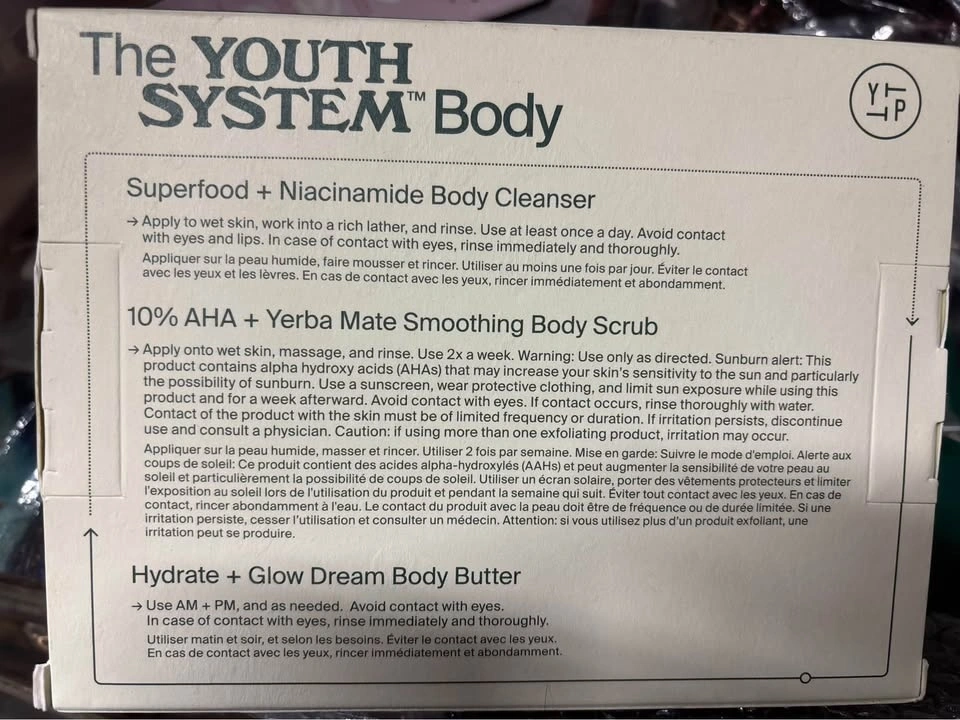 The YOUTH
SYSTEM™ Body
YTTP
Superfood + Niacinamide Body Cleanser
→ Apply to wet skin, work into a rich lather, and rinse. Use at least once a day. Avoid contact
with eyes and lips. In case of contact with eyes, rinse immediately and thoroughly.
Appliquer sur la peau humide, faire mousser et rincer. Utiliser au moins une fois par jour. Éviter le contact
avec les yeux et les lèvres. En cas de contact avec les yeux, rincer immédiatement et abondamment.
10% AHA + Yerba Mate Smoothing Body Scrub
→ Apply onto wet skin, massage, and rinse. Use 2x a week. Warning: Use only as directed. Sunburn alert: This
product contains alpha hydroxy acids (AHAs) that may increase your skin's sensitivity to the sun and particularly
the possibility of sunburn. Use a sunscreen, wear protective clothing, and limit sun exposure while using this
product and for a week afterward. Avoid contact with eyes. If contact occurs, rinse thoroughly with water.
Contact of the product with the skin must be of limited frequency or duration. If irritation persists, discontinue
use and consult a physician. Caution: if using more than one exfoliating product, irritation may occur.
Appliquer sur la peau humide, masser et rincer. Utiliser 2 fois par semaine. Mise en garde: Suivre le mode d'emploi. Alerte aux
coups de soleil: Ce produit contient des acides alpha-hydroxylés (AAHs) et peut augmenter la sensibilité de votre peau au
soleil et particulièrement la possibilité de coups de soleil. Utiliser un écran solaire, porter des vêtements protecteurs et limiter
l'exposition au soleil lors de l'utilisation du produit et pendant la semaine qui suit. Éviter tout contact avec les yeux. En cas de
contact, rincer abondamment à l'eau. Le contact du produit avec la peau doit être de fréquence ou de durée limitée. Si une
irritation persiste, cesser l'utilisation et consulter un médecin. Attention: si vous utilisez plus d'un produit exfoliant, une
irritation peut se produire.
Hydrate + Glow Dream Body Butter
→ Use AM + PM, and as needed. Avoid contact with eyes.
In case of contact with eyes, rinse immediately and thoroughly.
Utiliser matin et soir, et selon les besoins. Éviter le contact avec les yeux.
En cas de contact avec les yeux, rincer immédiatement et abondamment.